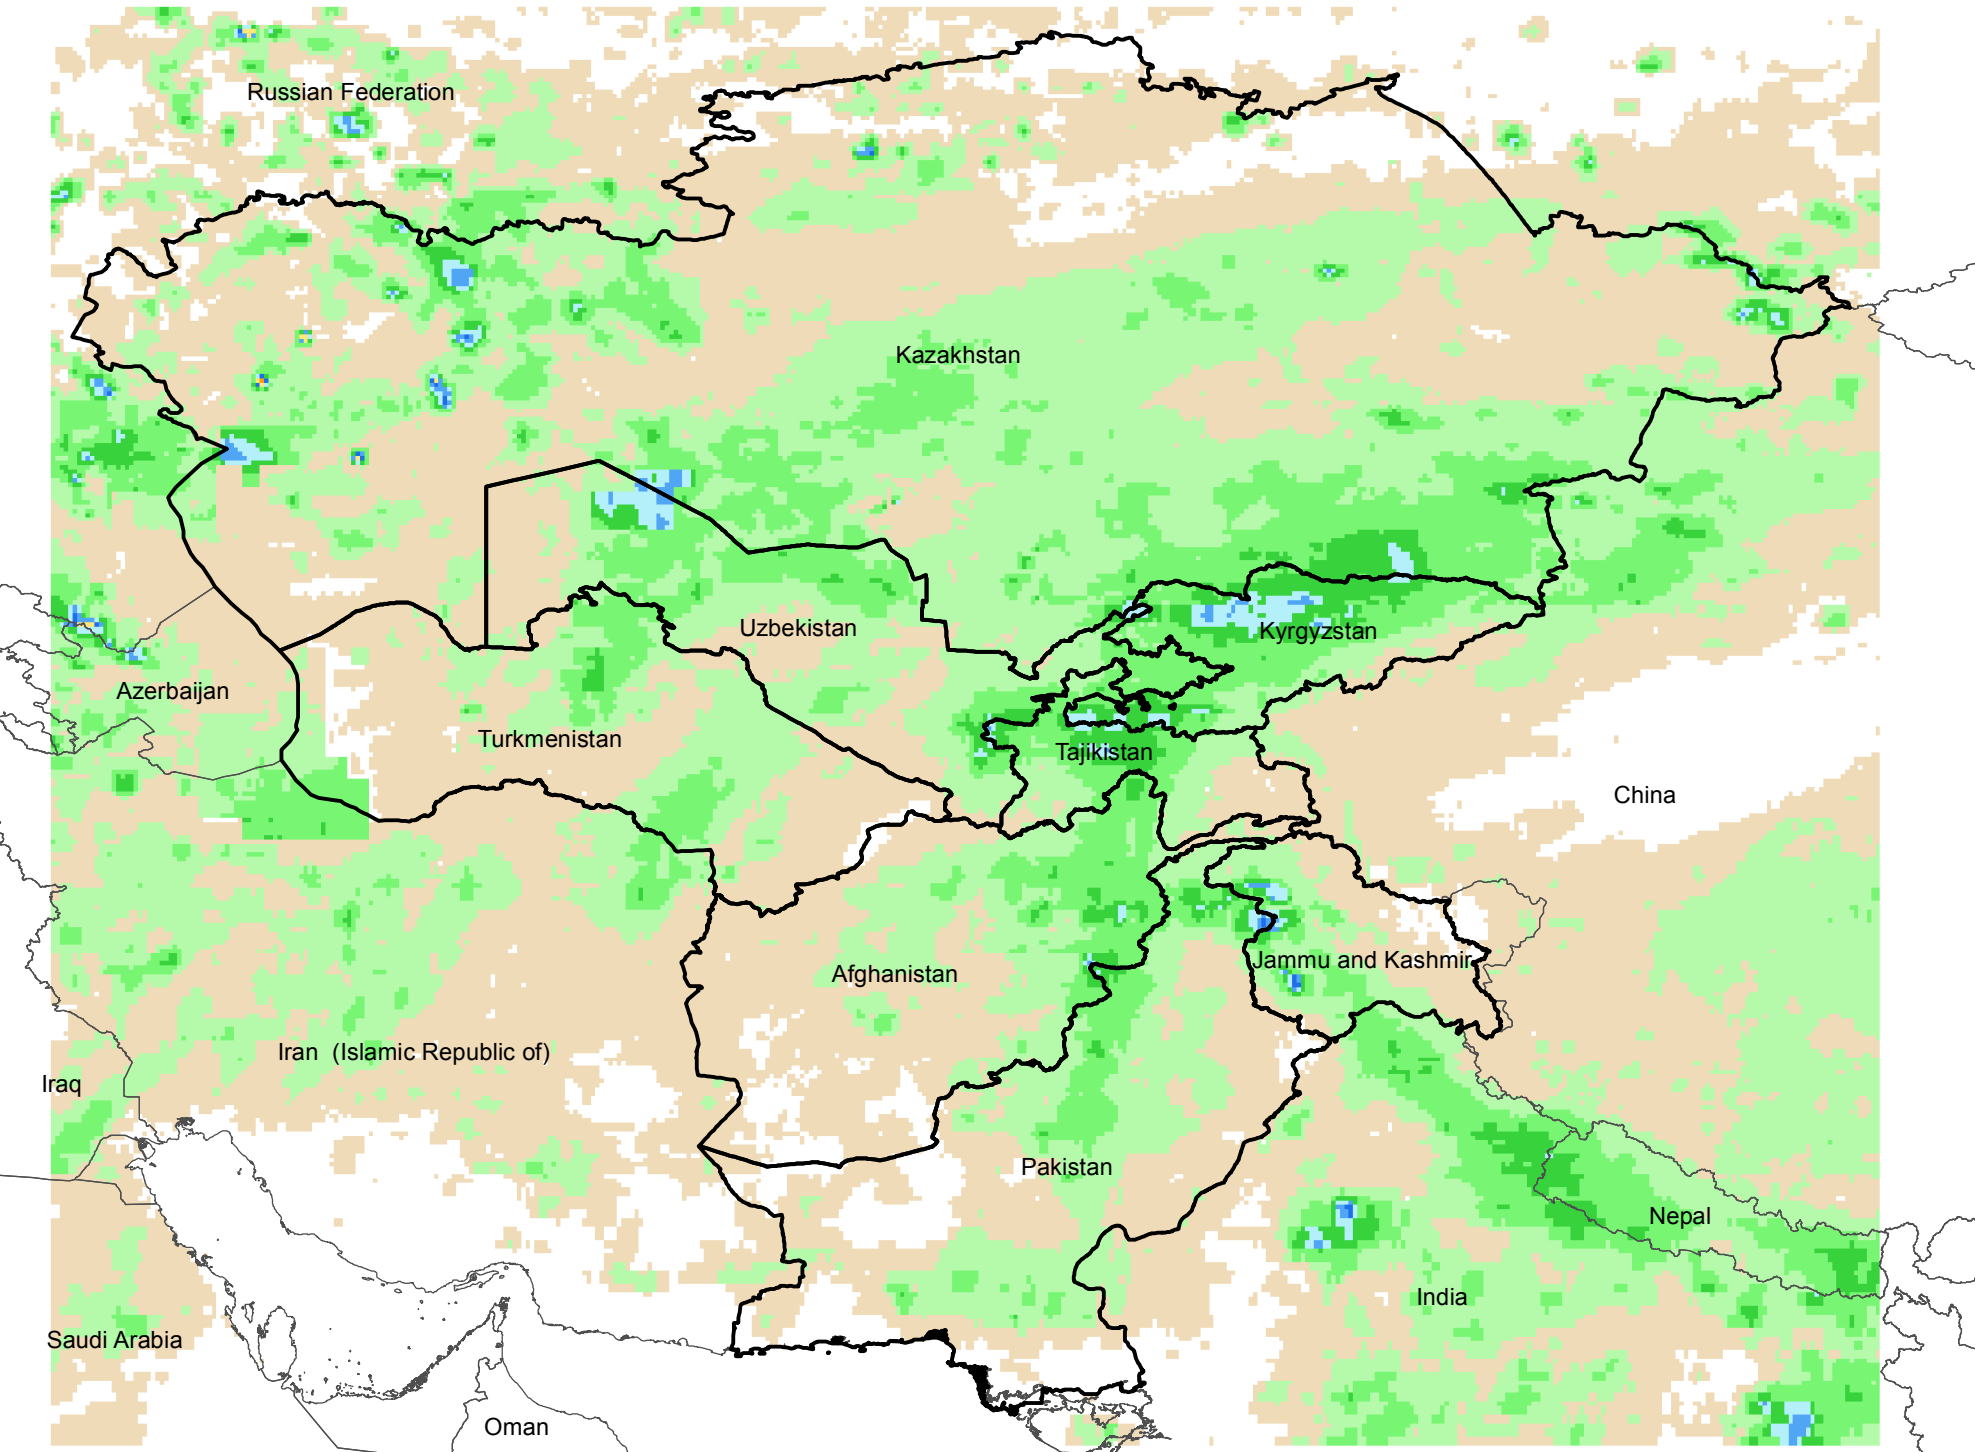 Russian Federation
Kazakhstan
Uzbekistan
Kyrgyzstan
Azerbaijan
Turkmenistan
Tajikistan
China
Jammu and Kashmir
Afghanistan
Iran  (Islamic Republic of)
Iraq
Pakistan
Nepal
India
Saudi Arabia
Oman